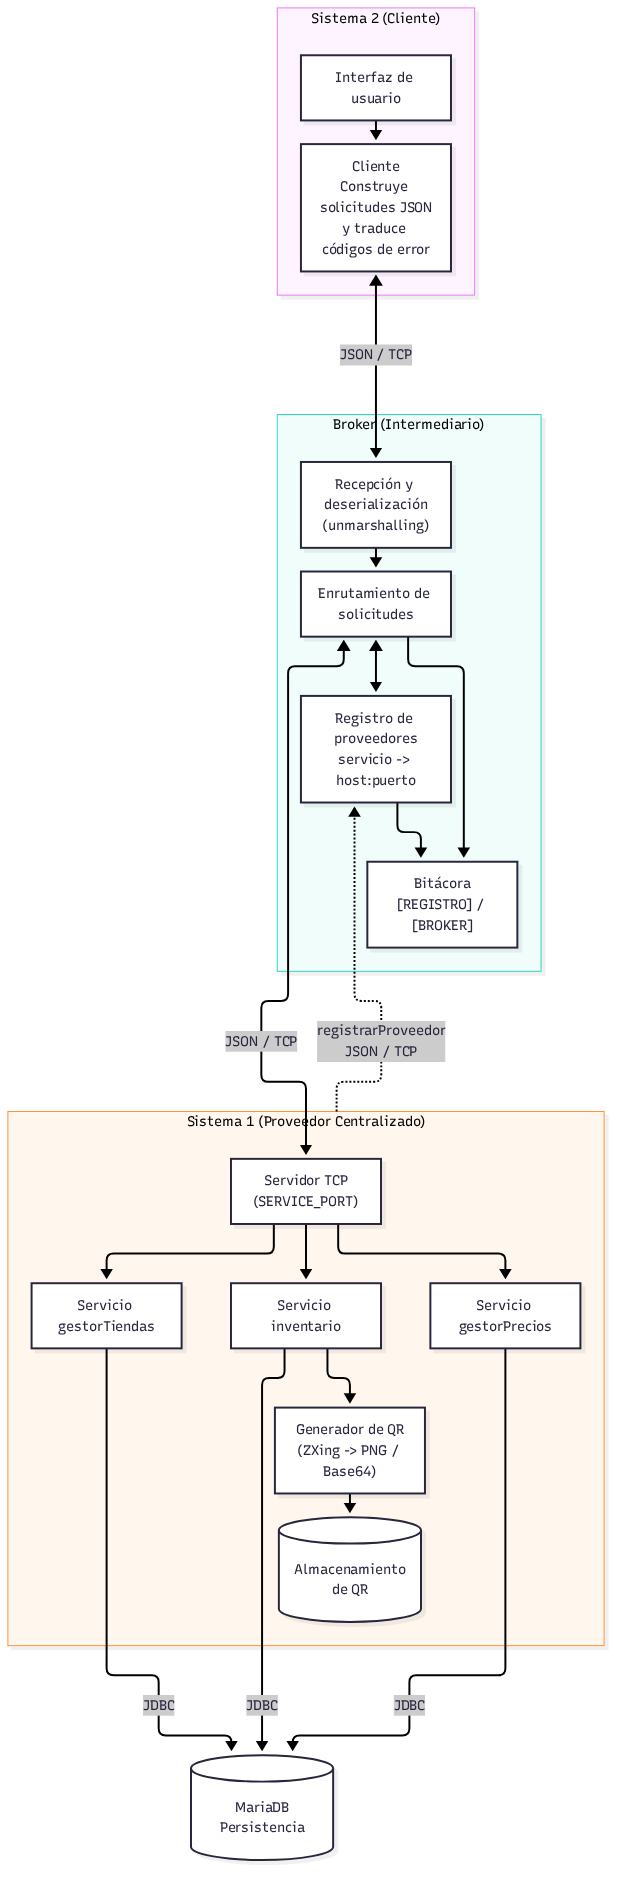 Sistema 2 (Cliente)
Interfaz de
usuario
Cliente
Construye
solicitudes JSON
y traduce
códigos de error
JSON / TCP
Broker (Intermediario)
Recepción y
deserialización
(unmarshalling)
Enrutamiento de
solicitudes
Registro de
proveedores
servicio ->
host:puerto
Bitácora
[REGISTRO] /
[BROKER]
JSON / TCP
registrarProveedor
JSON / TCP
Sistema 1 (Proveedor Centralizado)
Servidor TCP
(SERVICE_PORT)
Servicio
gestorTiendas
Servicio
inventario
Servicio
gestorPrecios
Generador de QR
(ZXing -> PNG /
Base64)
Almacenamiento
de QR
JDBC
JDBC
JDBC
MariaDB
Persistencia